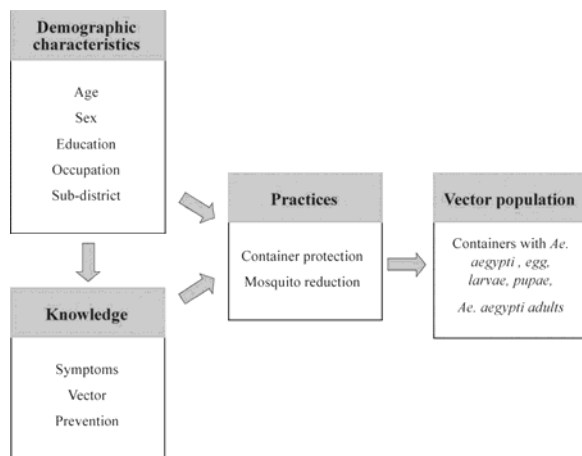 Demographic
characteristics
Age
Sex
Education
Occupation
Sub-district
Knowledge
Symptoms
Vector
Prevention
Practices
Container protection
Mosquito reduction
Vector population
Containers with Ae.
aegypti , egg,
larvae, pupae,
Ae. aegypti adults